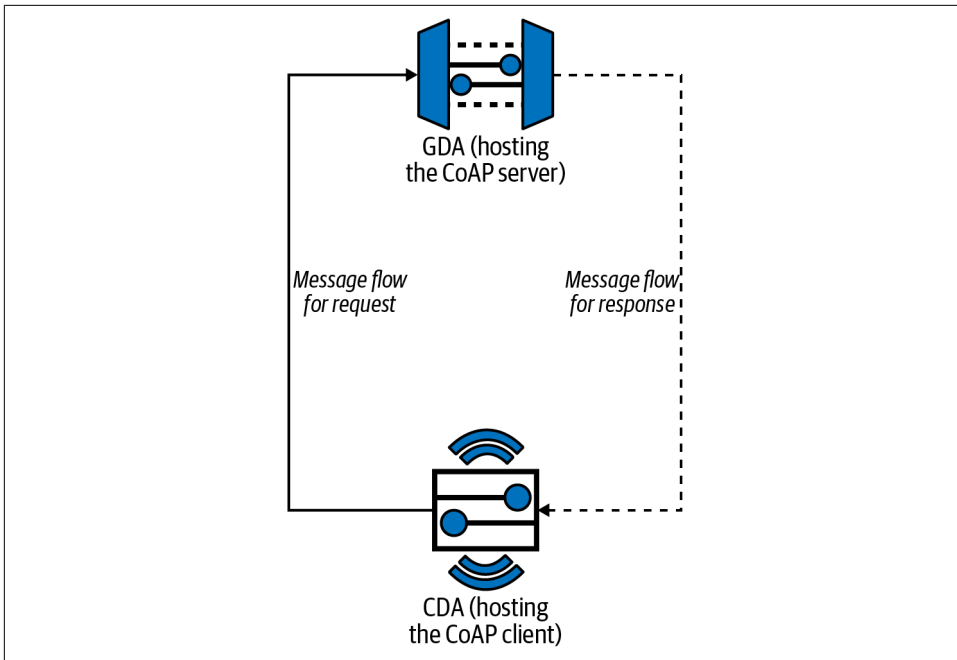 GDA (hosting
the CoAP server)
Message flow
for request
Message flow
for response
CDA (hosting
the CoAP client)